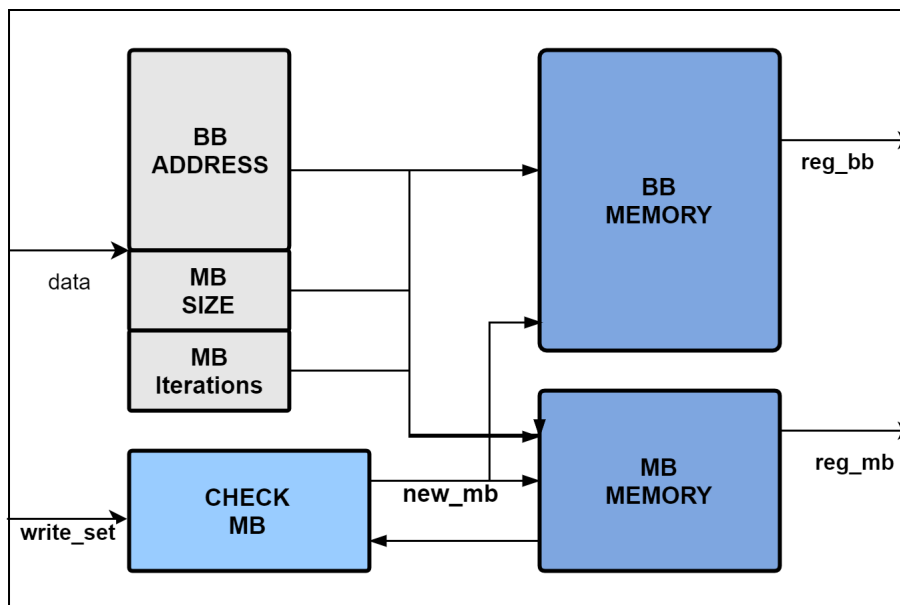 BB
ADDRESS
data
MB
SIZE
MB
Iterations
BB
MEMORY
reg_bb
CHECK
MB
write_set
new_mb
MB
MEMORY
reg_mb